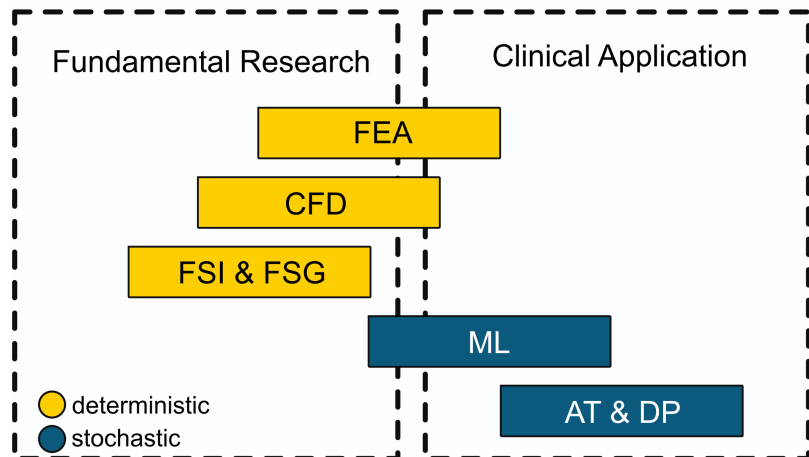 Fundamental Research
Clinical Application
FEA
CFD
FSI & FSG
ML
AT & DP
deterministic
stochastic